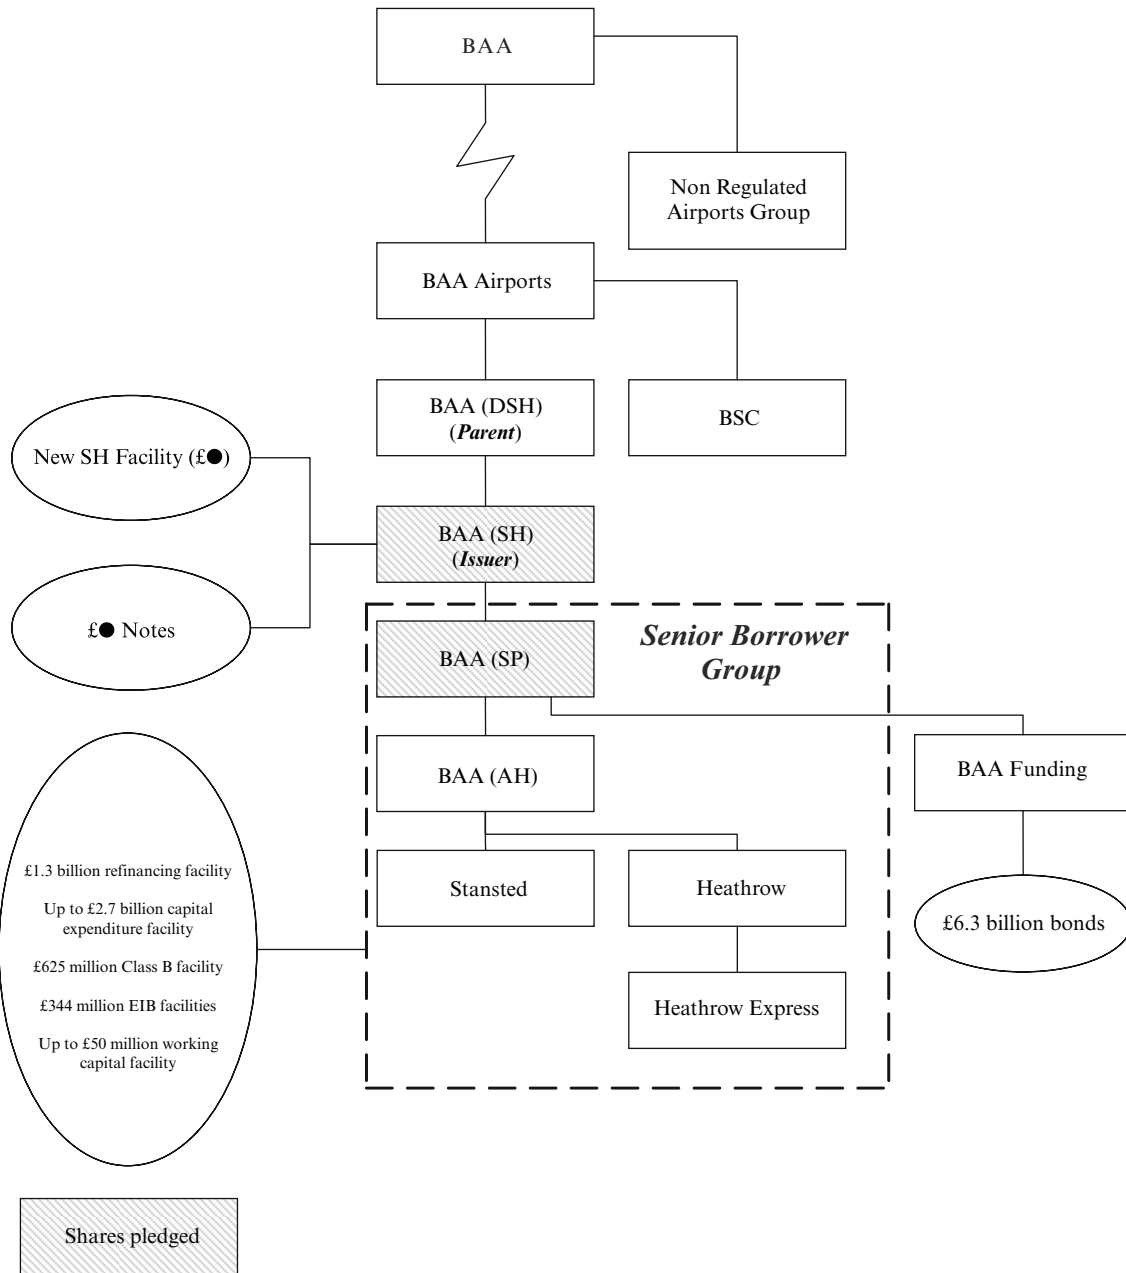 BAA
Non Regulated
Airports Group
BAA Airports
BAA (DSH)
(Parent)
BSC
New SH Facility (£●)
BAA (SH)
(Issuer)
£● Notes
BAA (SP)
Senior Borrower
Group
BAA (AH)
BAA Funding
Stansted
Heathrow
£6.3 billion bonds
Heathrow Express
£1.3 billion refinancing facility
Up to £2.7 billion capital
expenditure facility
£625 million Class B facility
£344 million EIB facilities
Up to £50 million working
capital facility
Shares pledged